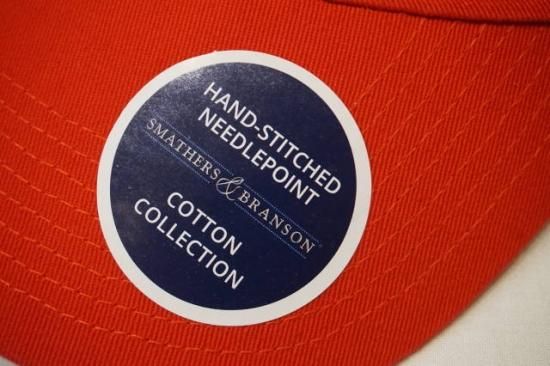 HAND-STITCHED
NEEDLEPOINT
SMATHERS & BRANSON
COTTON
COLLECTION